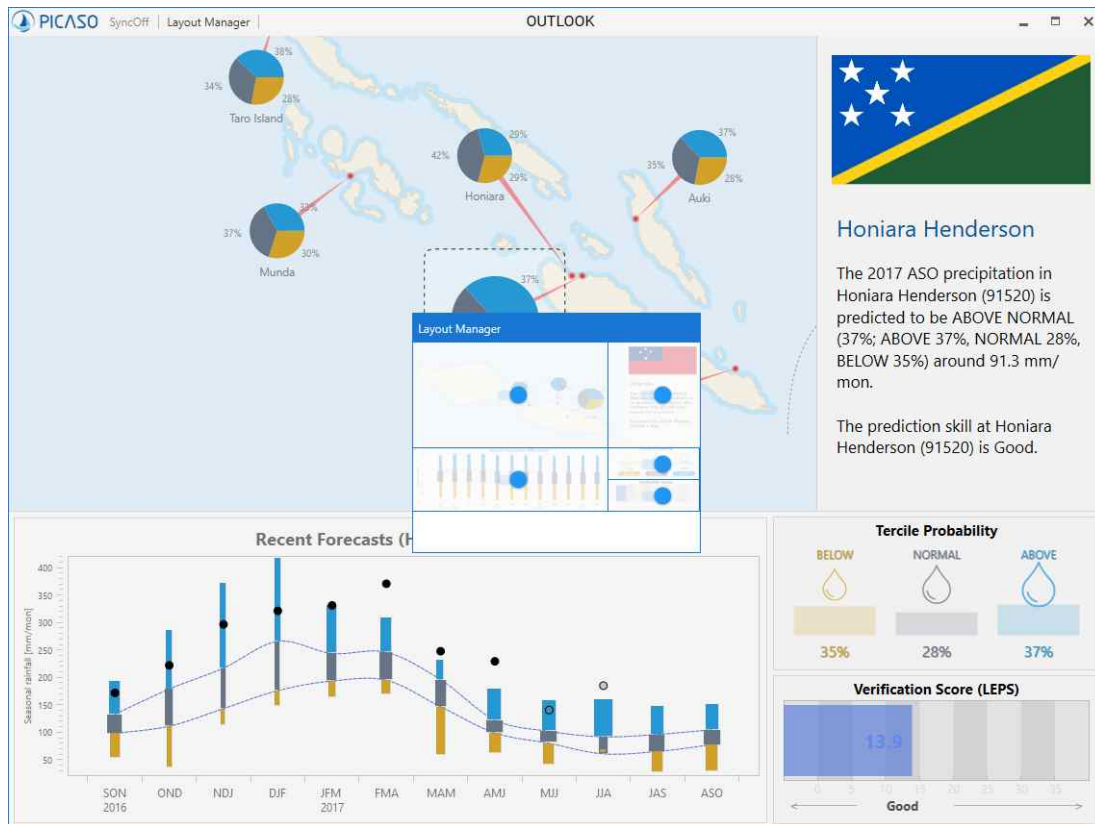 PICASO SyncOff Layout Manager OUTLOOK
38%
34%
28%
Taro Island
29%
42%
29%
Honiara
37%
35%
28%
Auki
33%
37%
30%
Munda
37%
Layout Manager
Honiara Henderson
The 2017 ASO precipitation in
Honiara Henderson (91520) is
predicted to be ABOVE NORMAL
(37%; ABOVE 37%, NORMAL 28%,
BELOW 35%) around 91.3 mm/
mon.
The prediction skill at Honiara
Henderson (91520) is Good.
Recent Forecasts (H
Seasonal rainfall [mm/mon]
400
350
300
250
200
150
100
50
SON OND NDJ DJF JFM FMA MAM AMJ MJJ JJA JAS ASO
2016 2017
Tercile Probability
BELOW NORMAL ABOVE
35% 28% 37%
Verification Score (LEPS)
13.9
0 5 10 15 20 25 30 35
Good